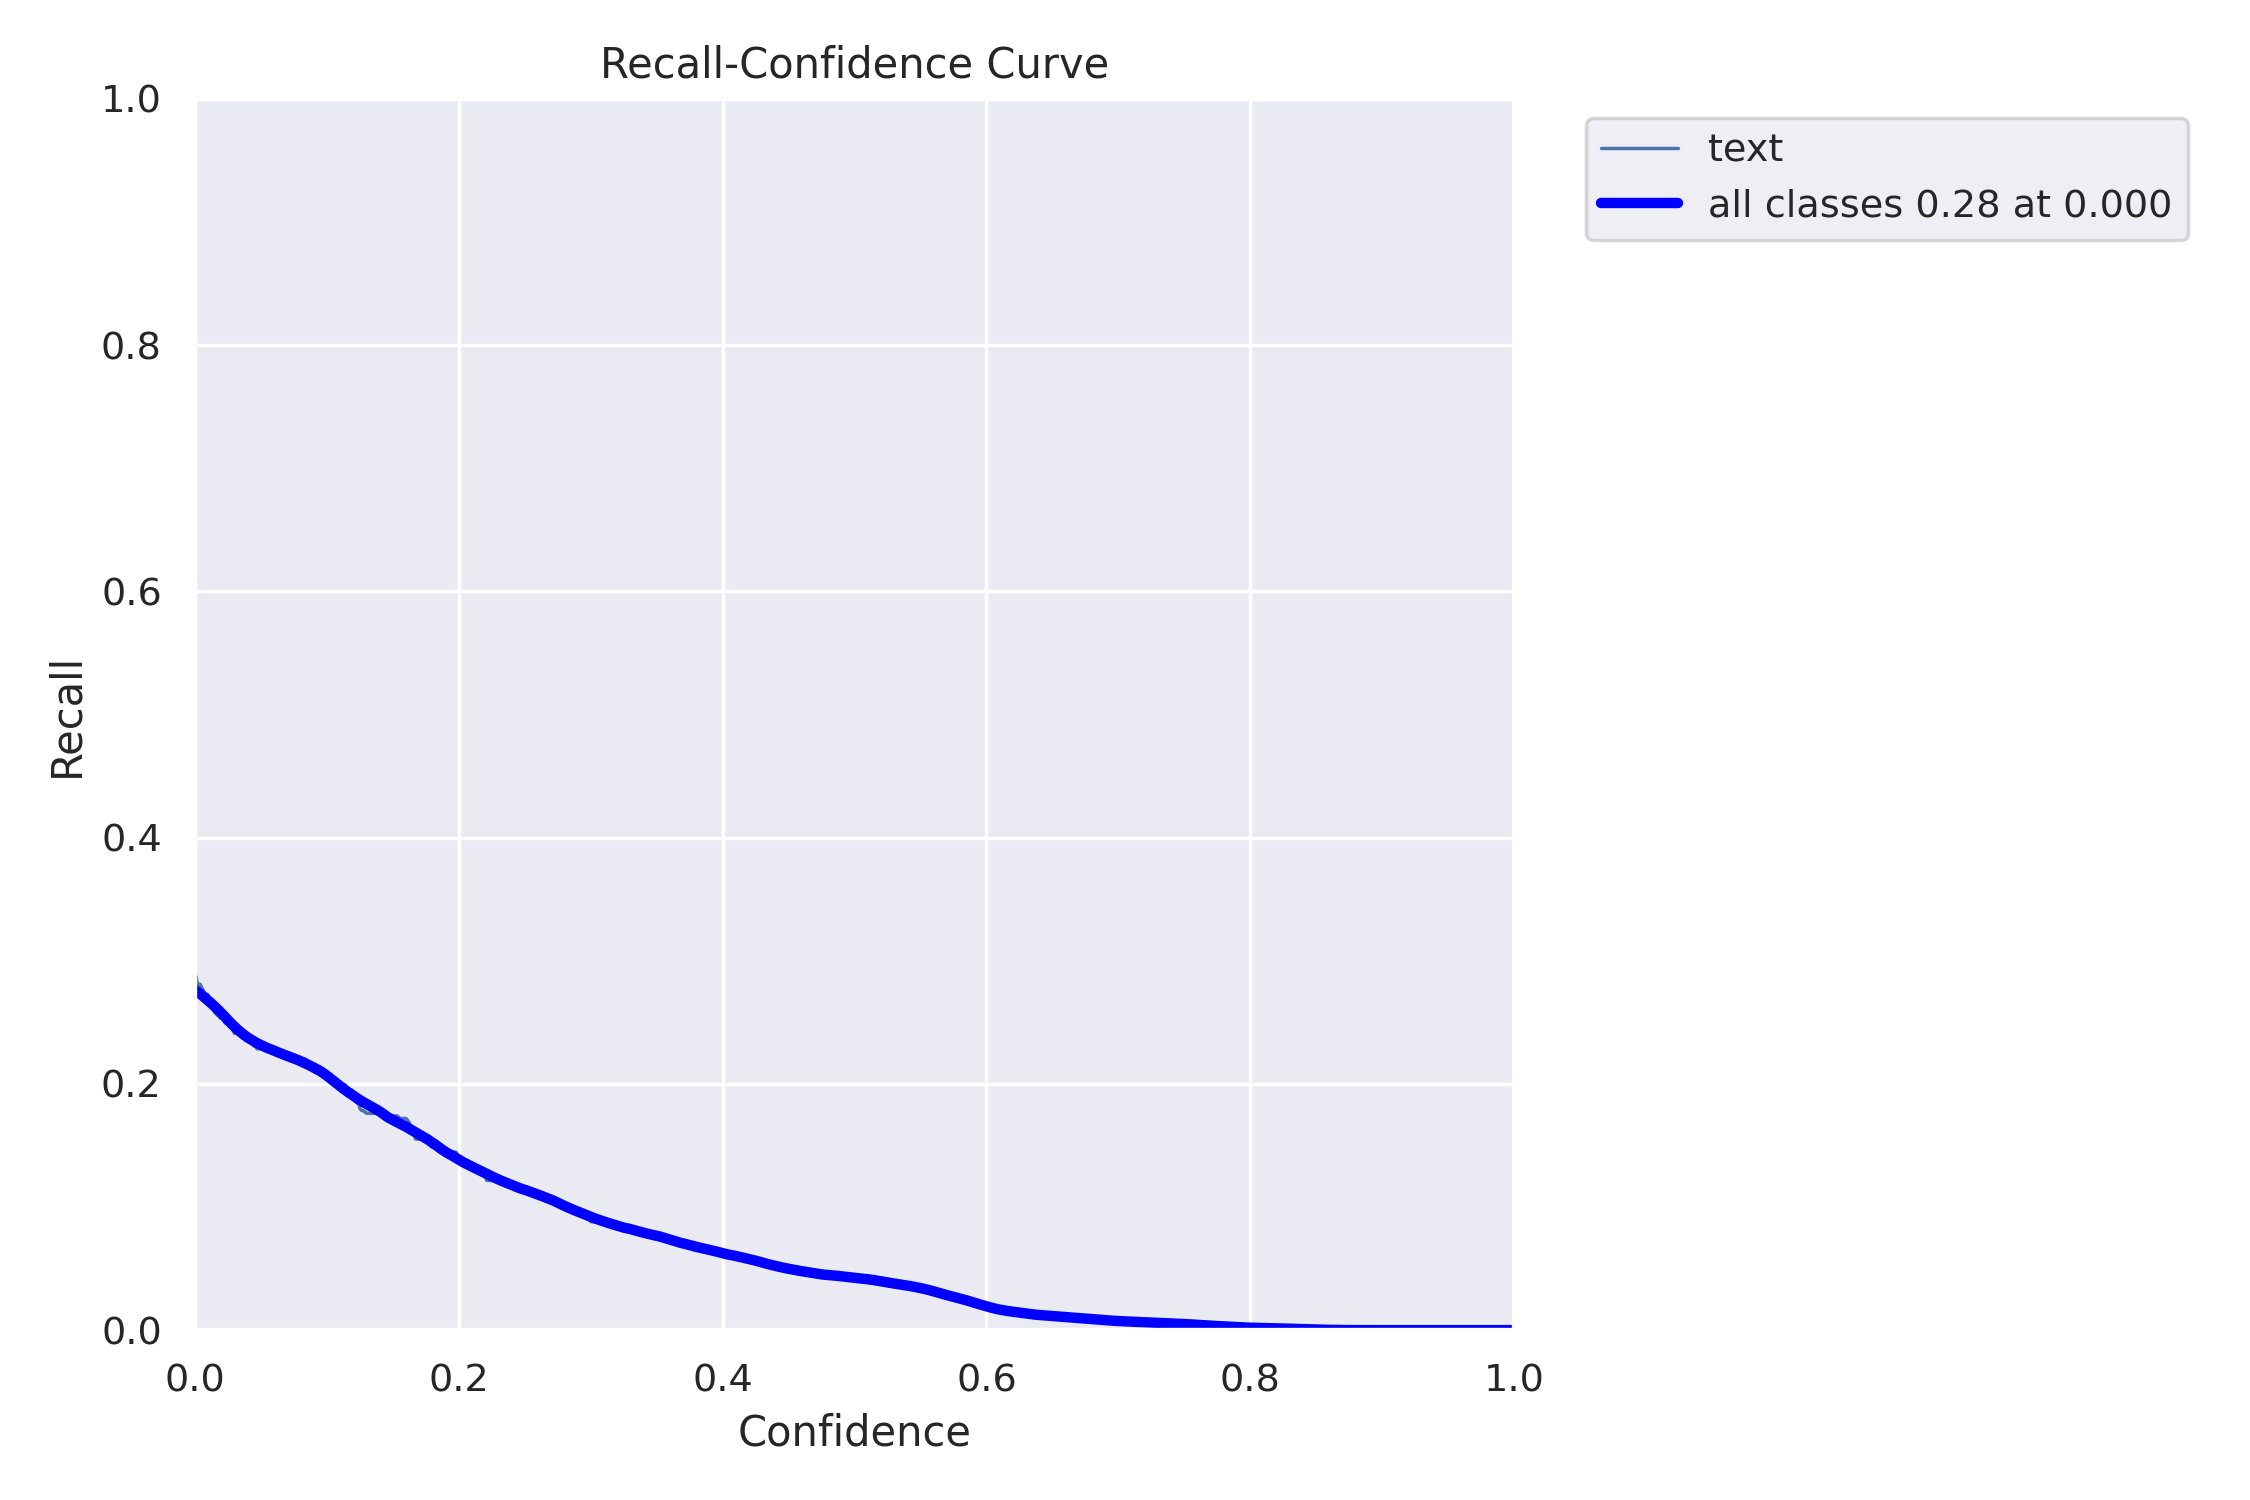 Recall-Confidence Curve
1.0
0.8
0.6
0.4
0.2
0.0
Recall
0.0 0.2 0.4 0.6 0.8 1.0
Confidence
text
all classes 0.28 at 0.000